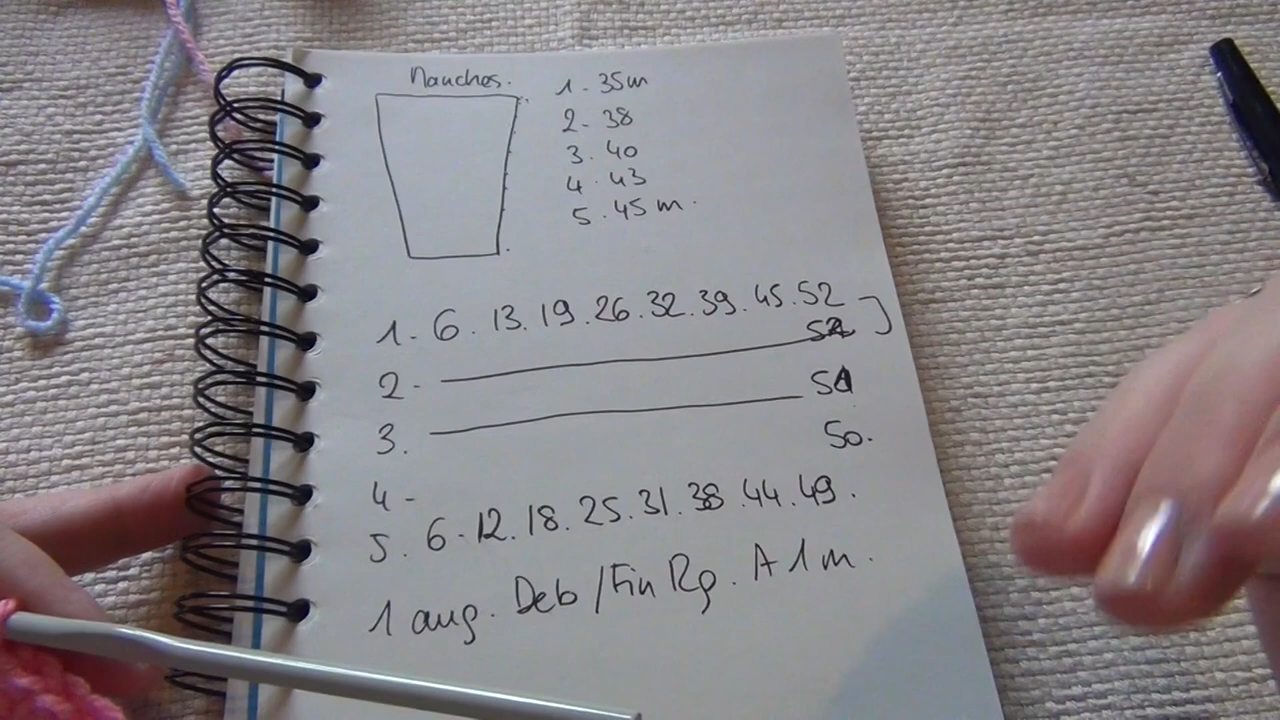 Manches.
1. 35m
2. 38
3. 40
4. 43
5. 45 m.
1. 6. 13. 19. 26. 32. 39. 45. 52
2 - 52
3. 51
4 - 50.
5. 6. 12. 18. 25. 31. 38. 44. 49.
1 aug. Deb/Fin Rg. A 1 m.